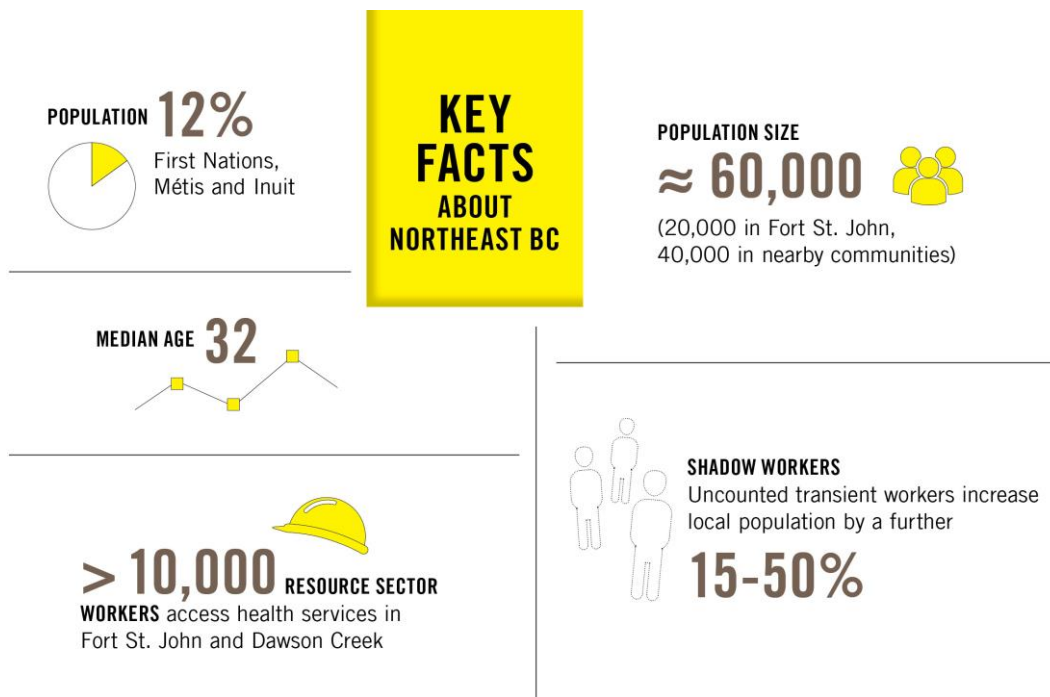 KEY
FACTS
ABOUT
NORTHEAST BC
POPULATION 12%
First Nations,
Métis and Inuit
POPULATION SIZE
≈ 60,000
(20,000 in Fort St. John,
40,000 in nearby communities)
MEDIAN AGE 32
> 10,000 RESOURCE SECTOR
WORKERS access health services in
Fort St. John and Dawson Creek
SHADOW WORKERS
Uncounted transient workers increase
local population by a further
15-50%